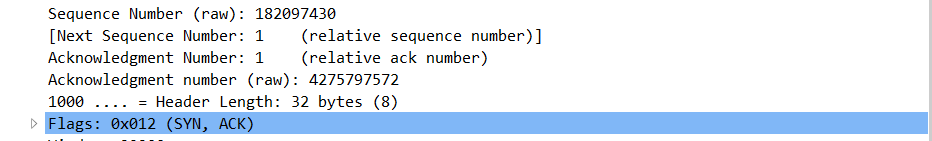 Sequence Number (raw): 182097430
[Next Sequence Number: 1    (relative sequence number)]
Acknowledgment Number: 1    (relative ack number)
Acknowledgment number (raw): 4275797572
1000 .... = Header Length: 32 bytes (8)
Flags: 0x012 (SYN, ACK)